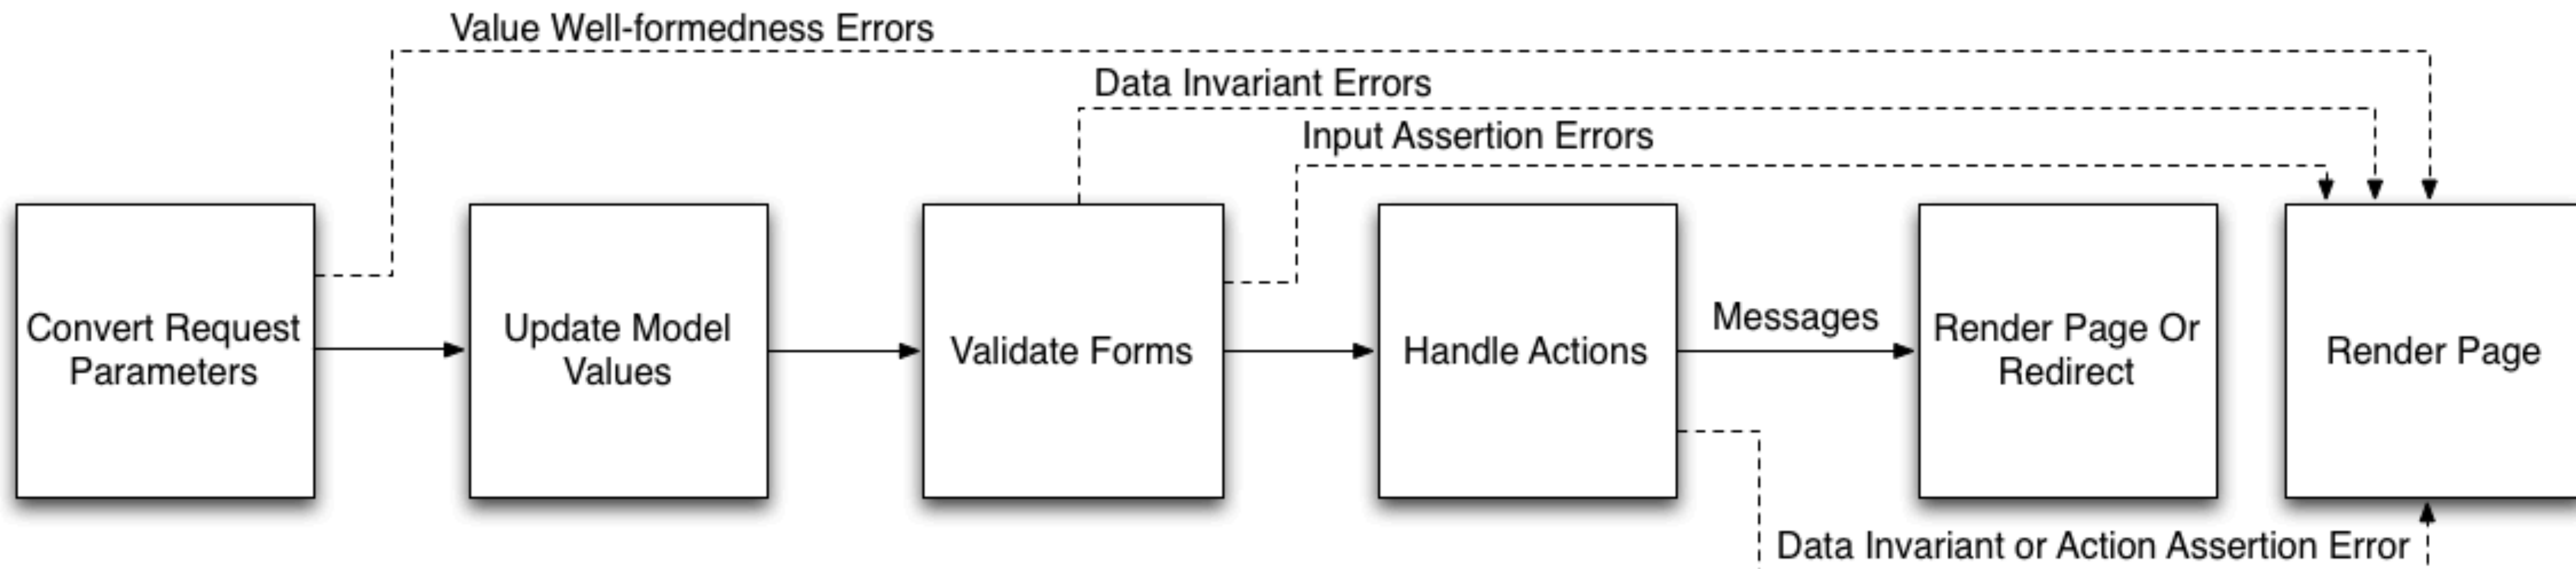 Value Well-formedness Errors
Data Invariant Errors
Input Assertion Errors
Convert Request
Parameters
Update Model
Values
Validate Forms
Handle Actions
Messages
Render Page Or
Redirect
Render Page
Data Invariant or Action Assertion Error